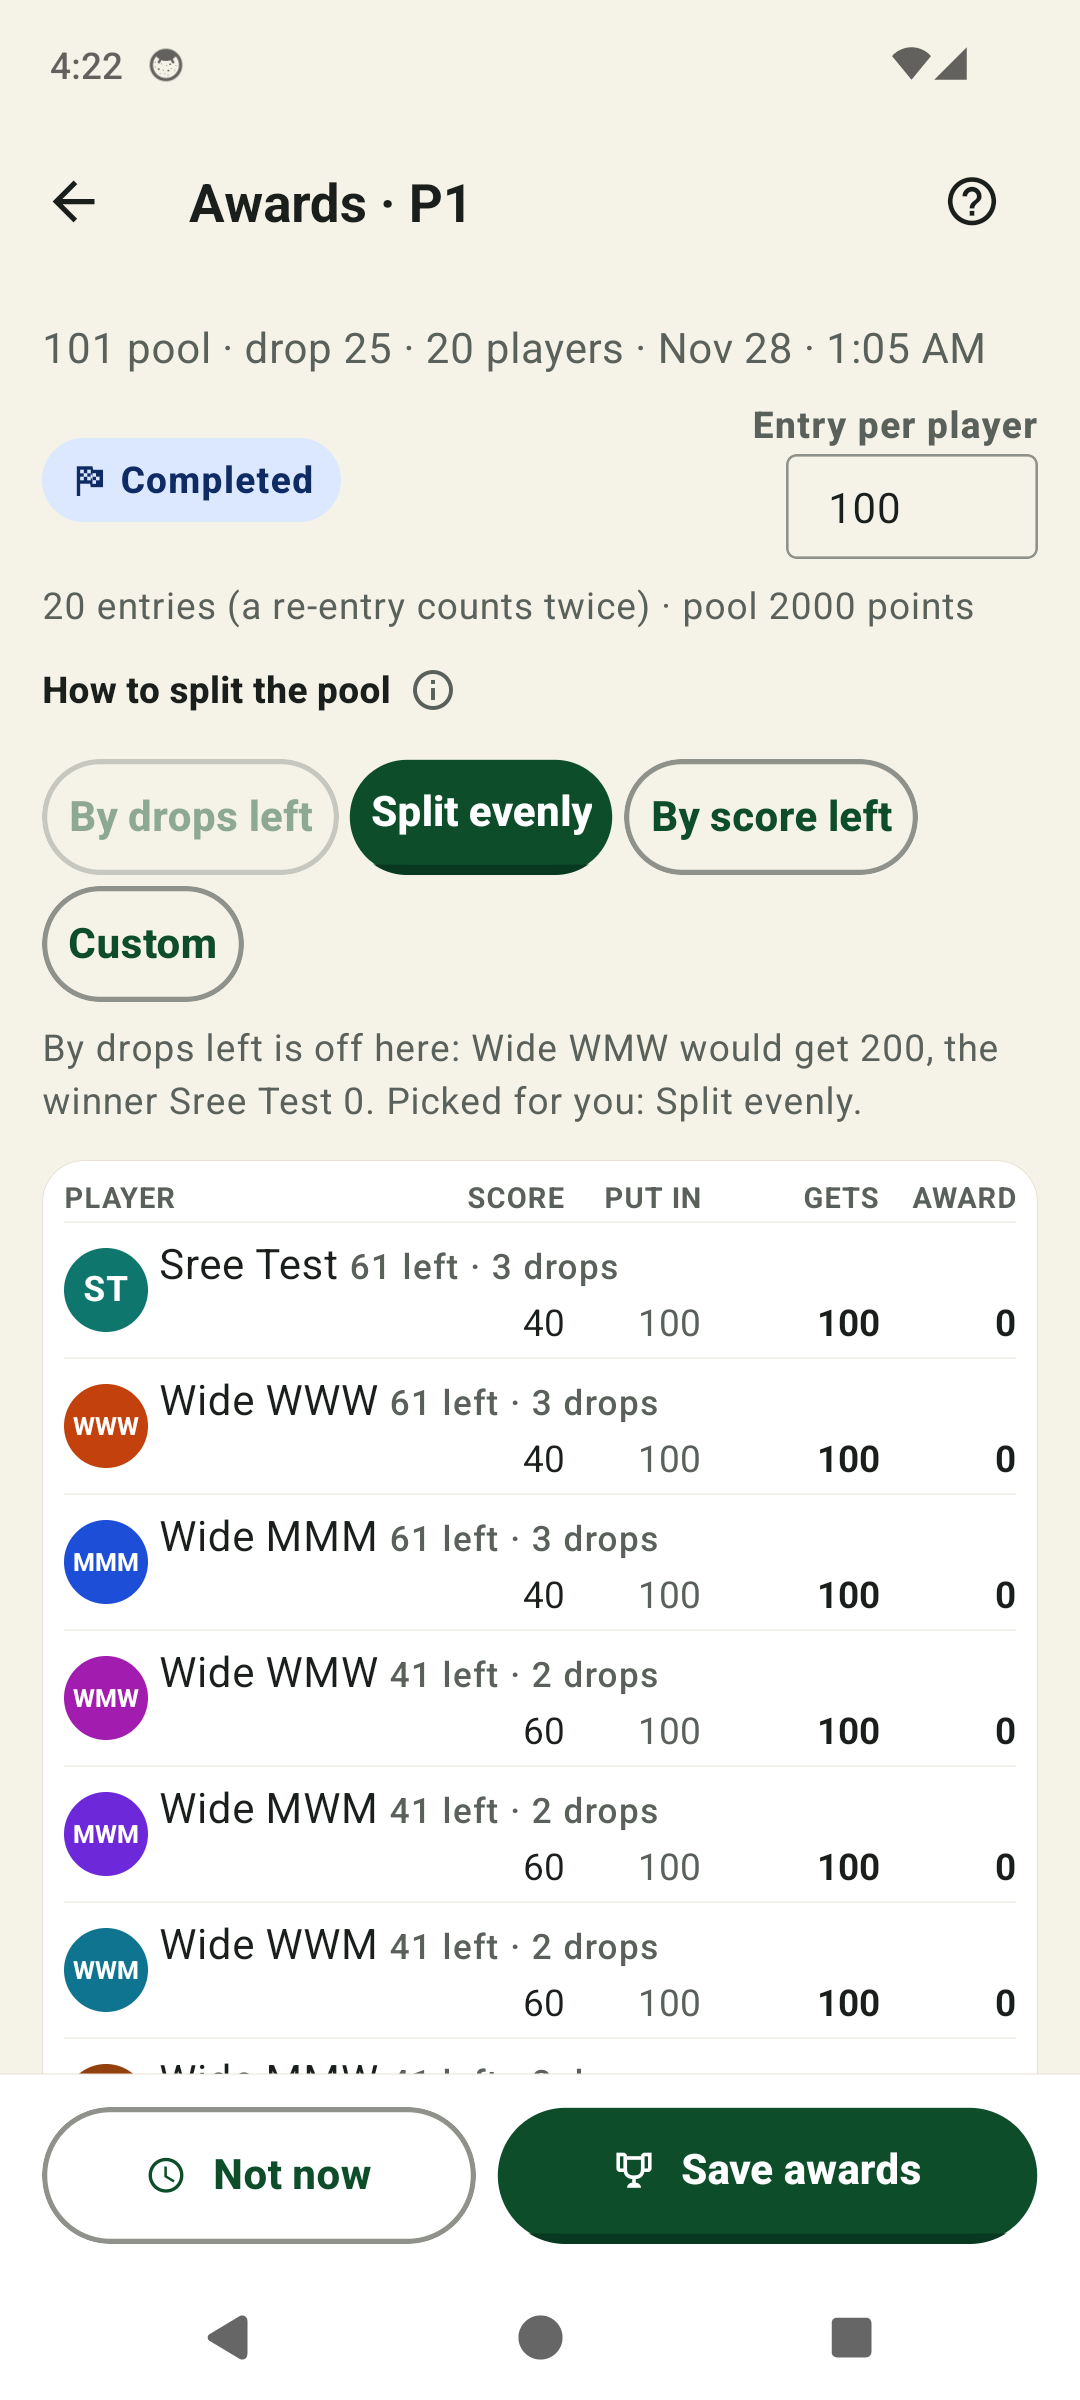 4:22
Awards · P1
101 pool · drop 25 · 20 players · Nov 28 · 1:05 AM
Entry per player
Completed
100
20 entries (a re-entry counts twice) · pool 2000 points
How to split the pool
By drops left
Split evenly
By score left
Custom
By drops left is off here: Wide WMW would get 200, the
winner Sree Test 0. Picked for you: Split evenly.
PLAYER SCORE PUT IN GETS AWARD
ST Sree Test 61 left · 3 drops
40 100 100 0
WWW Wide WWW 61 left · 3 drops
40 100 100 0
MMM Wide MMM 61 left · 3 drops
40 100 100 0
WMW Wide WMW 41 left · 2 drops
60 100 100 0
MWM Wide MWM 41 left · 2 drops
60 100 100 0
WWM Wide WWM 41 left · 2 drops
60 100 100 0
Not now
Save awards